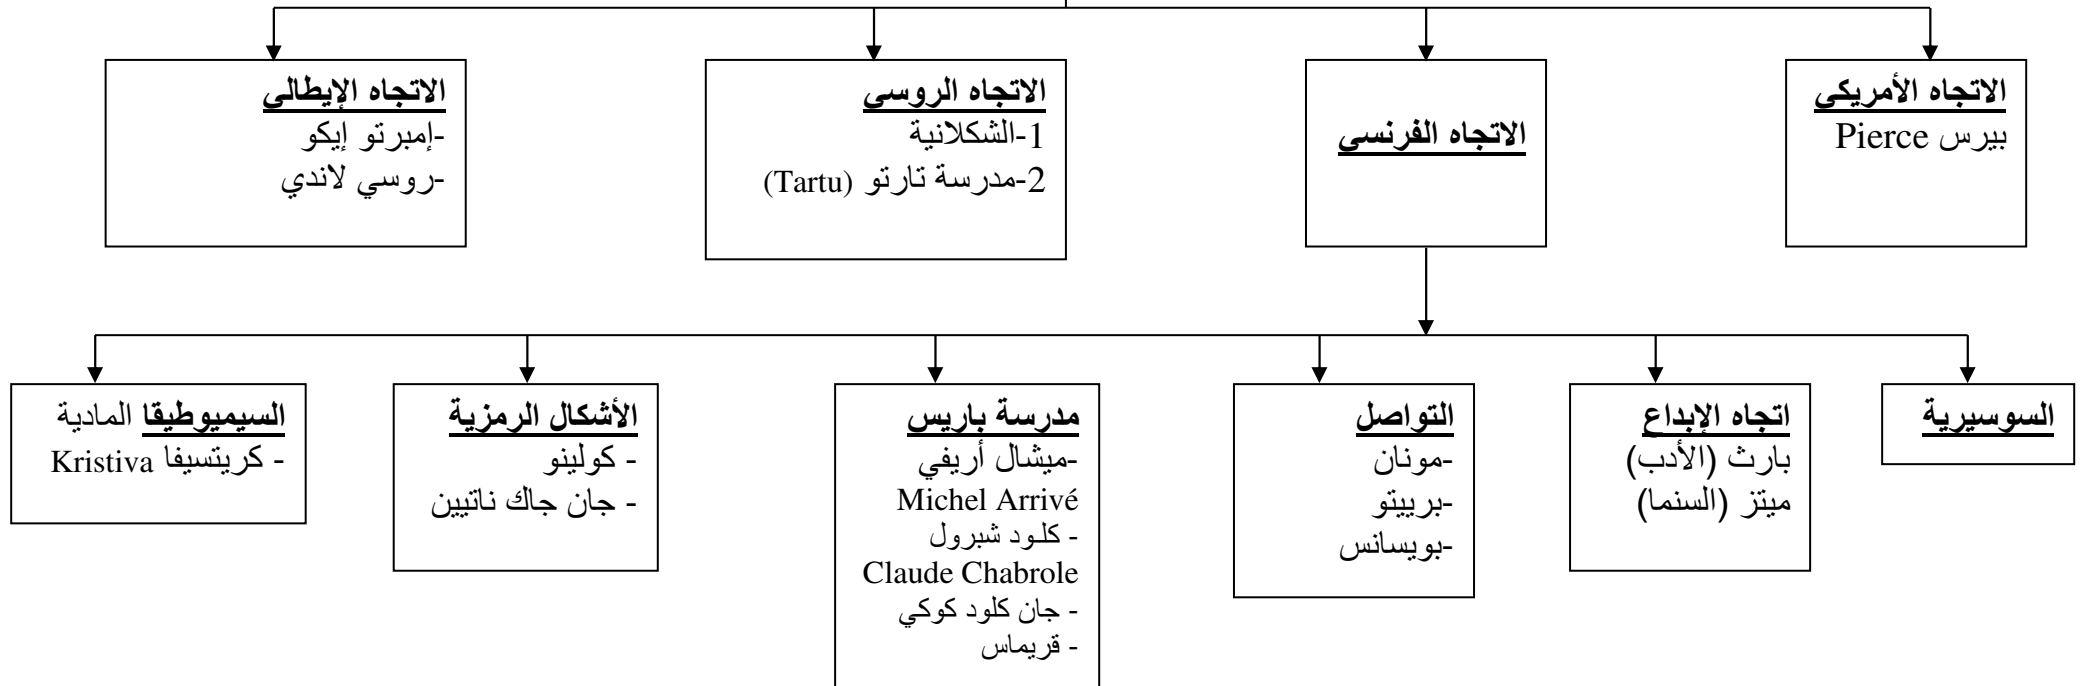 الاتجاه الأمريكي
بيرس Pierce
الاتجاه الفرنسي
الاتجاه الروسي
1-الشكلانية
2-مدرسة تارتو (Tartu)
الاتجاه الإيطالي
-إمبرتو إيكو
-روسي لاندي
السوسيرية
اتجاه الإبداع
بارث (الأدب)
ميتز (السنما)
التواصل
-مونان
-برييتو
-بويسانس
مدرسة باريس
-ميشال أريفي
Michel Arrivé
- كلـود شبرول
Claude Chabrole
- جان كلود كوكي
- قريماس
الأشكال الرمزية
- كولينو
- جان جاك ناتيين
السيميوطيقا المادية
- كريتسيفا Kristiva